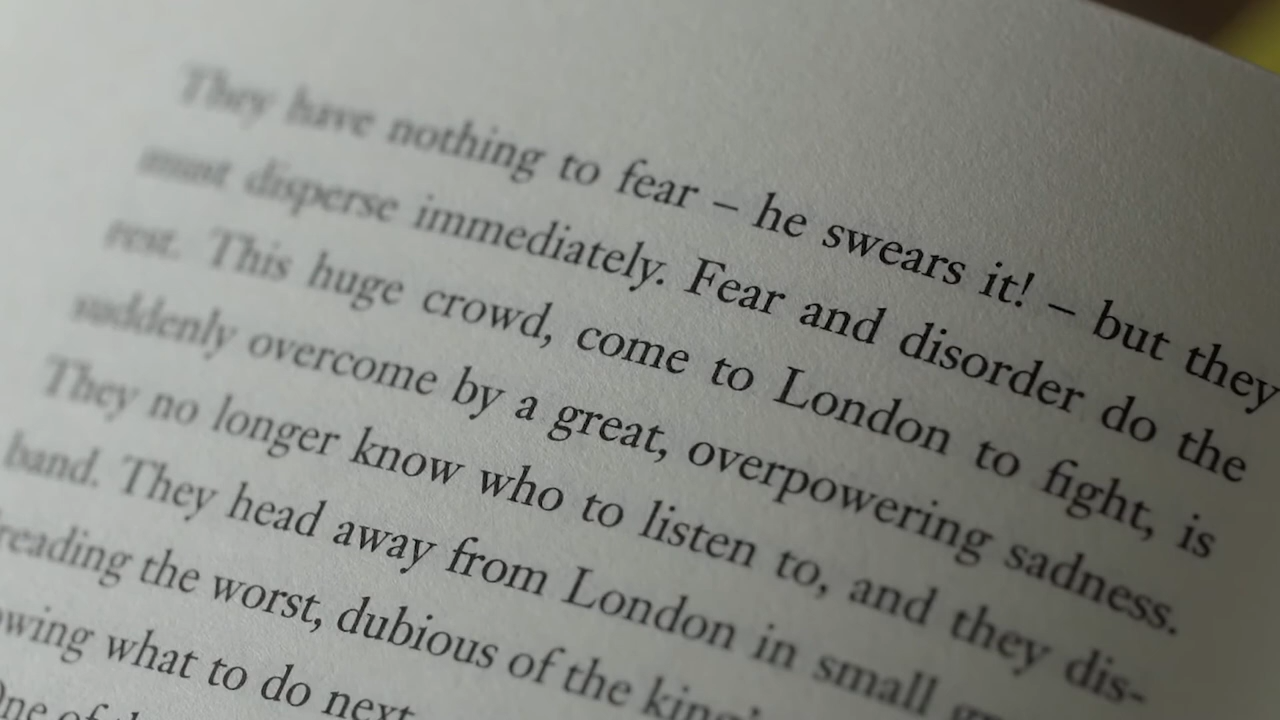 They have nothing to fear – he swears it! – but they
must disperse immediately. Fear and disorder do the
rest. This huge crowd, come to London to fight, is
suddenly overcome by a great, overpowering sadness.
They no longer know who to listen to, and they dis-
band. They head away from London in small
the worst, dubious of the king's
what to do next.
One of